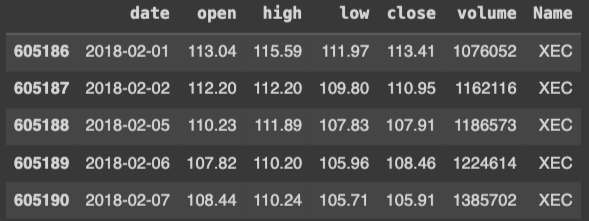 date open high low close volume Name
605186 2018-02-01 113.04 115.59 111.97 113.41 1076052 XEC
605187 2018-02-02 112.20 112.20 109.80 110.95 1162116 XEC
605188 2018-02-05 110.23 111.89 107.83 107.91 1186573 XEC
605189 2018-02-06 107.82 110.20 105.96 108.46 1224614 XEC
605190 2018-02-07 108.44 110.24 105.71 105.91 1385702 XEC